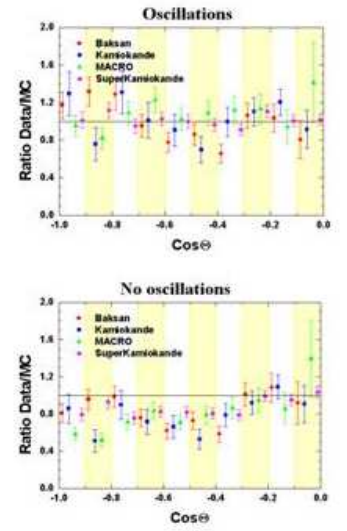 Oscillations
2.0
1.6
1.2
0.8
0.4
0.0
Ratio Data/MC
Baksan
Kamiokande
MACRO
SuperKamiokande
-1.0 -0.8 -0.6 -0.4 -0.2 0.0
CosΘ
No oscillations
2.0
1.6
1.2
0.8
0.4
0.0
Ratio Data/MC
Baksan
Kamiokande
MACRO
SuperKamiokande
-1.0 -0.8 -0.6 -0.4 -0.2 0.0
CosΘ